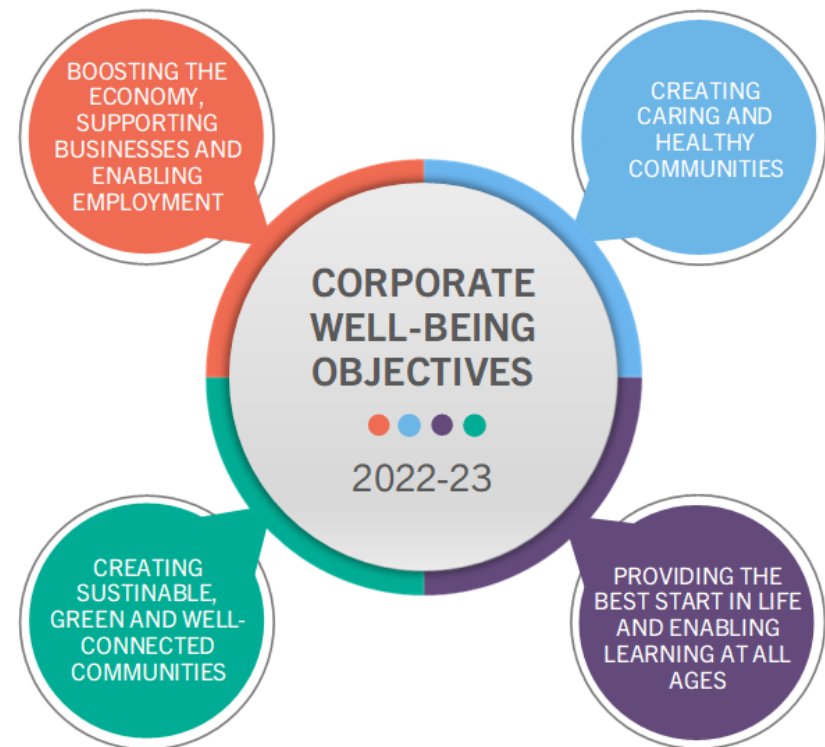 BOOSTING THE
ECONOMY,
SUPPORTING
BUSINESSES AND
ENABLING
EMPLOYMENT
CREATING
CARING AND
HEALTHY
COMMUNITIES
CORPORATE
WELL-BEING
OBJECTIVES
2022-23
CREATING
SUSTINABLE,
GREEN AND WELL-
CONNECTED
COMMUNITIES
PROVIDING THE
BEST START IN LIFE
AND ENABLING
LEARNING AT ALL
AGES